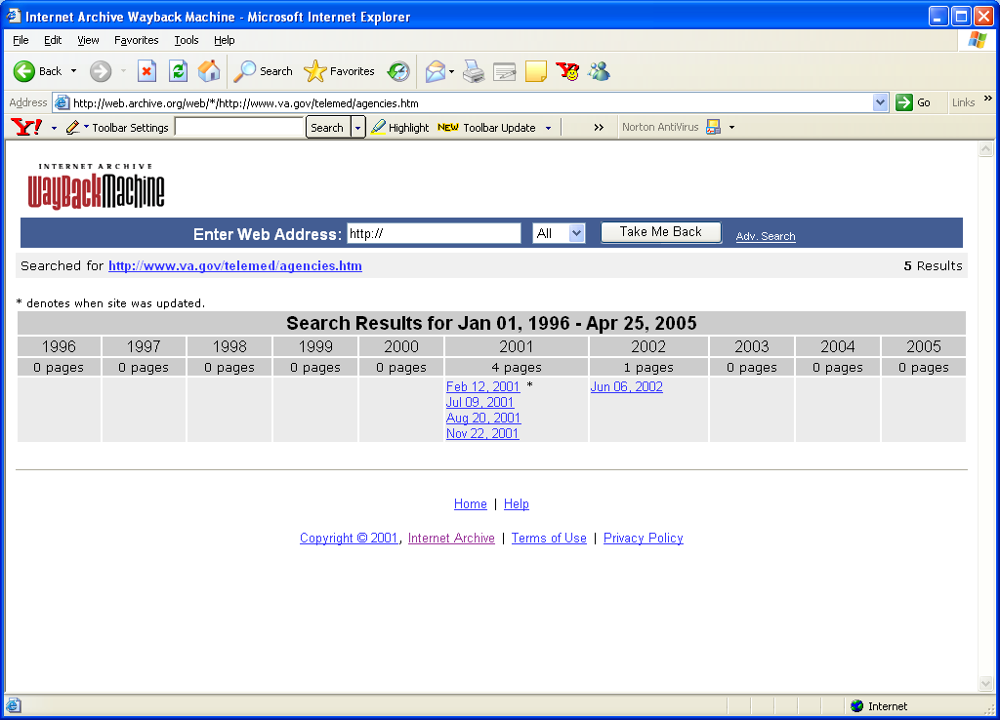 Internet Archive Wayback Machine - Microsoft Internet Explorer
File Edit View Favorites Tools Help
Back Search Favorites
Address http://web.archive.org/web/*/http://www.va.gov/telemed/agencies.htm Go Links »
Y! Toolbar Settings Search Highlight NEW Toolbar Update » Norton AntiVirus
INTERNET ARCHIVE
WayBackMachine
Enter Web Address: http:// All Take Me Back Adv. Search
Searched for http://www.va.gov/telemed/agencies.htm 5 Results
* denotes when site was updated.
Search Results for Jan 01, 1996 - Apr 25, 2005
1996 1997 1998 1999 2000 2001 2002 2003 2004 2005
0 pages 0 pages 0 pages 0 pages 0 pages 4 pages 1 pages 0 pages 0 pages 0 pages
Feb 12, 2001 * Jun 06, 2002
Jul 09, 2001
Aug 20, 2001
Nov 22, 2001
Home | Help
Copyright © 2001, Internet Archive | Terms of Use | Privacy Policy
Internet